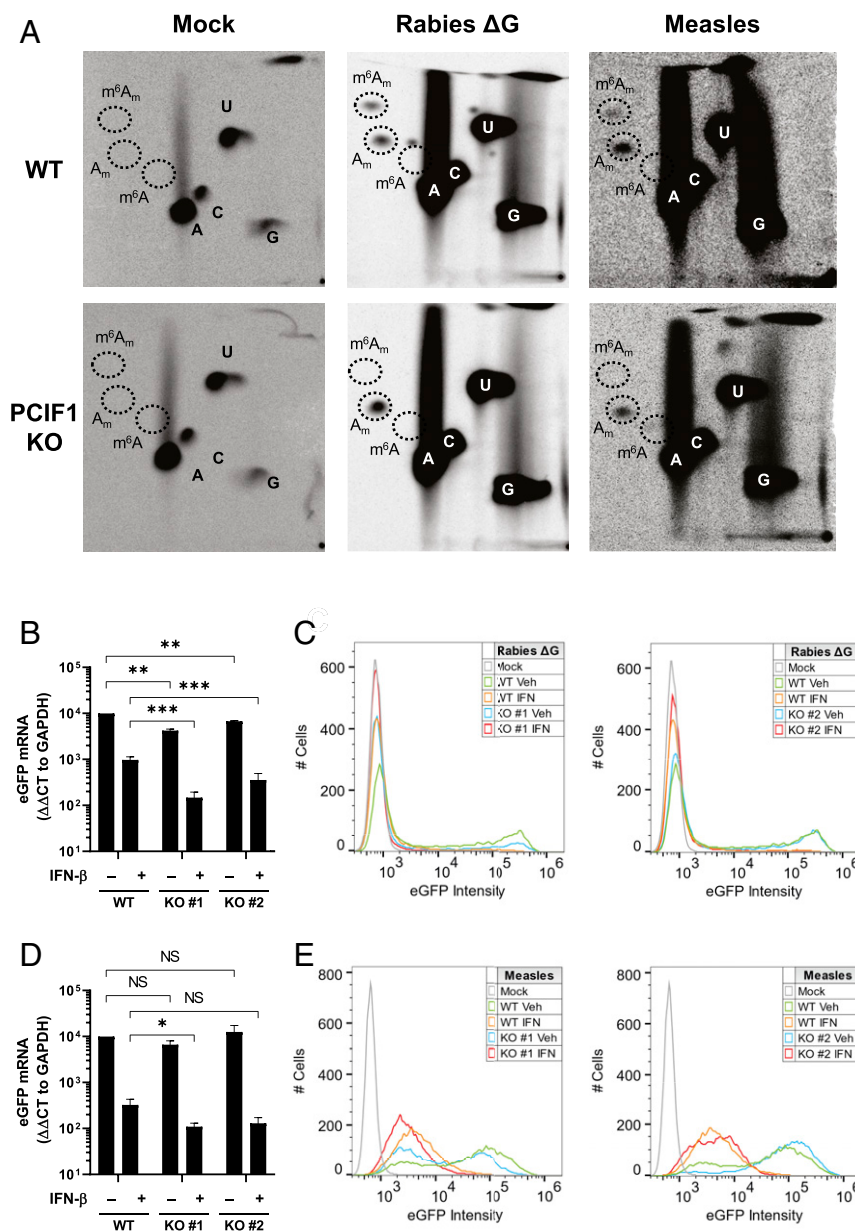 A
Mock
Rabies ΔG
Measles
WT
m⁶Aₘ
Aₘ
m⁶A
U
C
A
G
m⁶Aₘ
Aₘ
m⁶A
U
C
A
G
m⁶Aₘ
Aₘ
m⁶A
U
C
A
G
PCIF1
KO
m⁶Aₘ
Aₘ
m⁶A
U
C
A
G
m⁶Aₘ
Aₘ
m⁶A
U
C
A
G
m⁶Aₘ
Aₘ
m⁶A
U
C
A
G
B
** 
**
***
***
eGFP mRNA
(ΔΔCT to GAPDH)
10⁵
10⁴
10³
10²
10¹
IFN-β – + – + – +
WT KO #1 KO #2
C
# Cells
600
400
200
0
Rabies ΔG
Mock
WT Veh
WT IFN
KO #1 Veh
KO #1 IFN
10³ 10⁴ 10⁵ 10⁶
eGFP Intensity
# Cells
600
400
200
0
Rabies ΔG
Mock
WT Veh
WT IFN
KO #2 Veh
KO #2 IFN
10³ 10⁴ 10⁵ 10⁶
eGFP Intensity
D
NS
NS
NS
*
eGFP mRNA
(ΔΔCT to GAPDH)
10⁵
10⁴
10³
10²
10¹
IFN-β – + – + – +
WT KO #1 KO #2
E
# Cells
800
600
400
200
0
Measles
Mock
WT Veh
WT IFN
KO #1 Veh
KO #1 IFN
10³ 10⁴ 10⁵ 10⁶
eGFP Intensity
# Cells
800
600
400
200
0
Measles
Mock
WT Veh
WT IFN
KO #2 Veh
KO #2 IFN
10³ 10⁴ 10⁵ 10⁶
eGFP Intensity